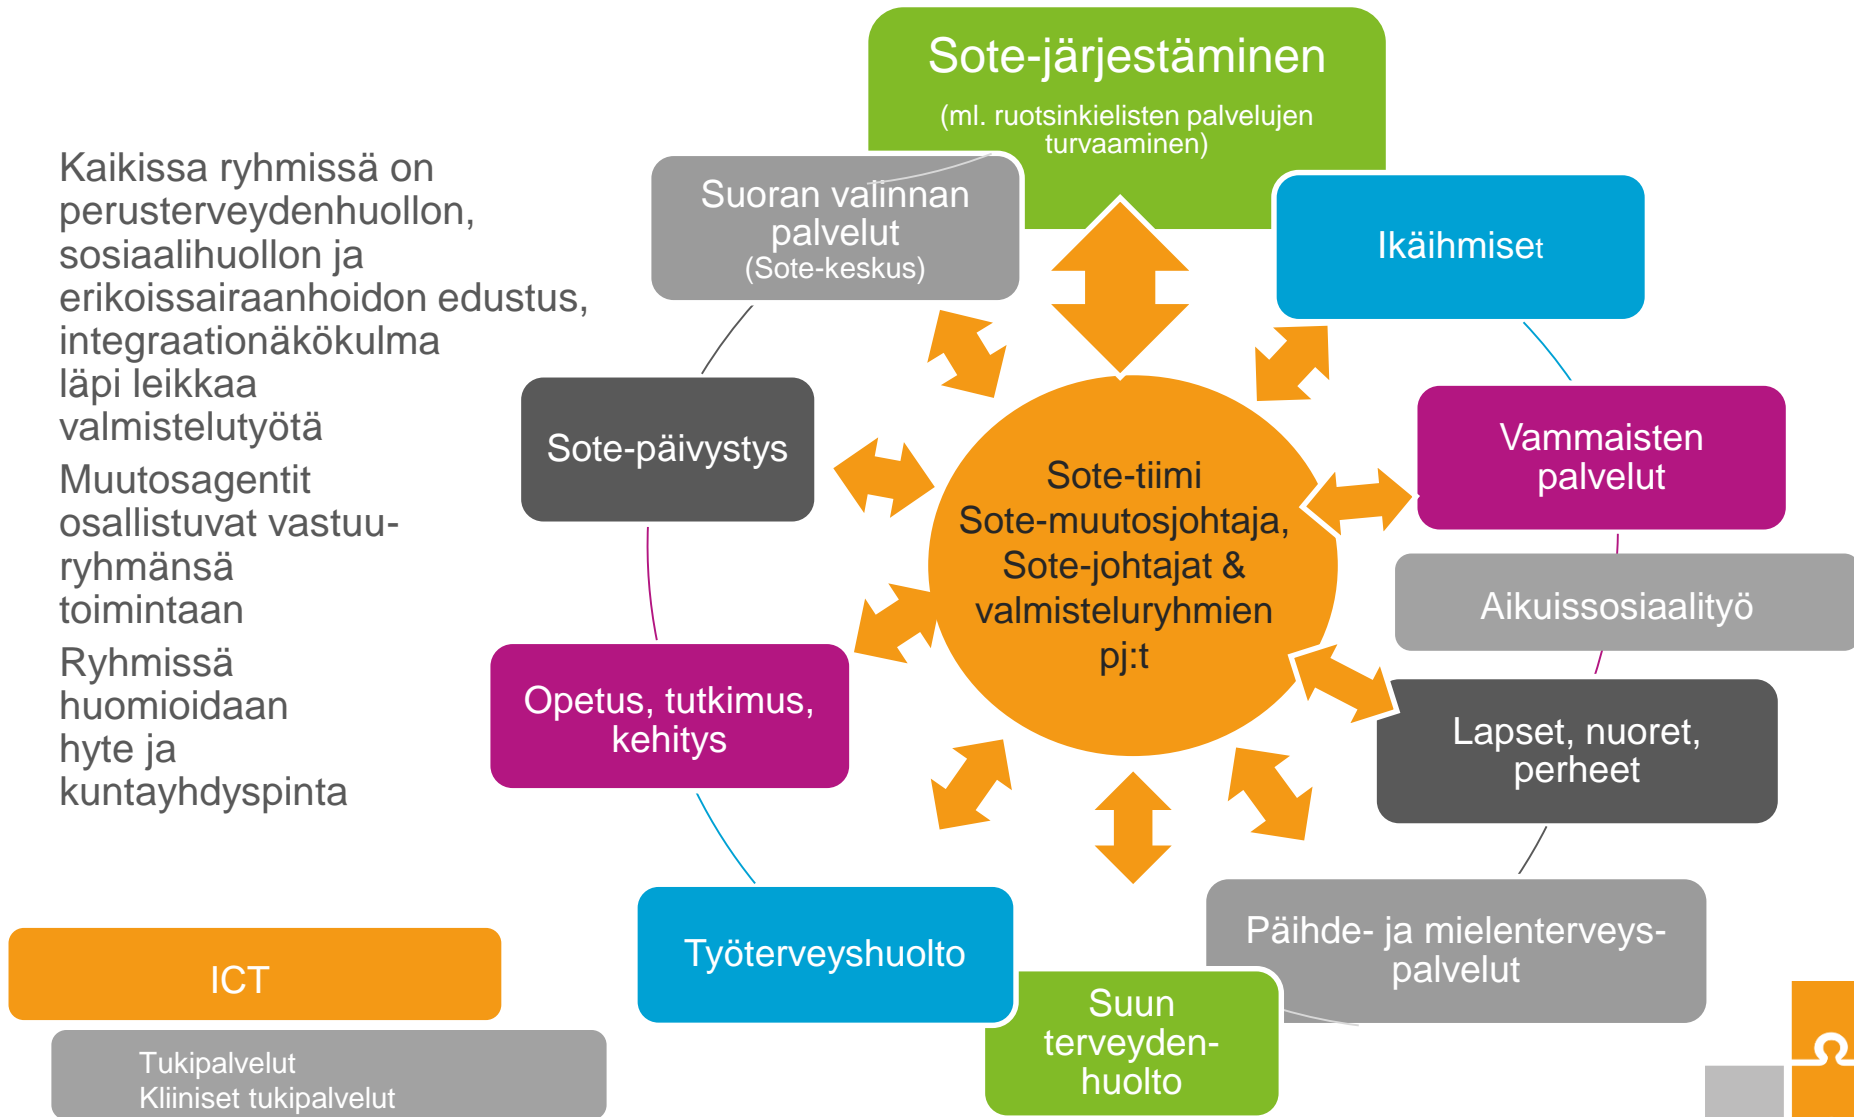 Sote-järjestäminen
(ml. ruotsinkielisten palvelujen
turvaaminen)
Kaikissa ryhmissä on
perusterveydenhuollon,
sosiaalihuollon ja
erikoissairaanhoidon edustus,
integraationäkökulma
läpi leikkaa
valmistelutyötä
Muutosagentit
osallistuvat vastuu-
ryhmänsä
toimintaan
Ryhmissä
huomioidaan
hyte ja
kuntayhdyspinta
Suoran valinnan
palvelut
(Sote-keskus)
Ikäihmiset
Sote-päivystys
Vammaisten
palvelut
Sote-tiimi
Sote-muutosjohtaja,
Sote-johtajat &
valmisteluryhmien
pj:t
Aikuissosiaalityö
Opetus, tutkimus,
kehitys
Lapset, nuoret,
perheet
Työterveyshuolto
Päihde- ja mielenterveys-
palvelut
Suun
terveyden-
huolto
ICT
Tukipalvelut
Kliiniset tukipalvelut